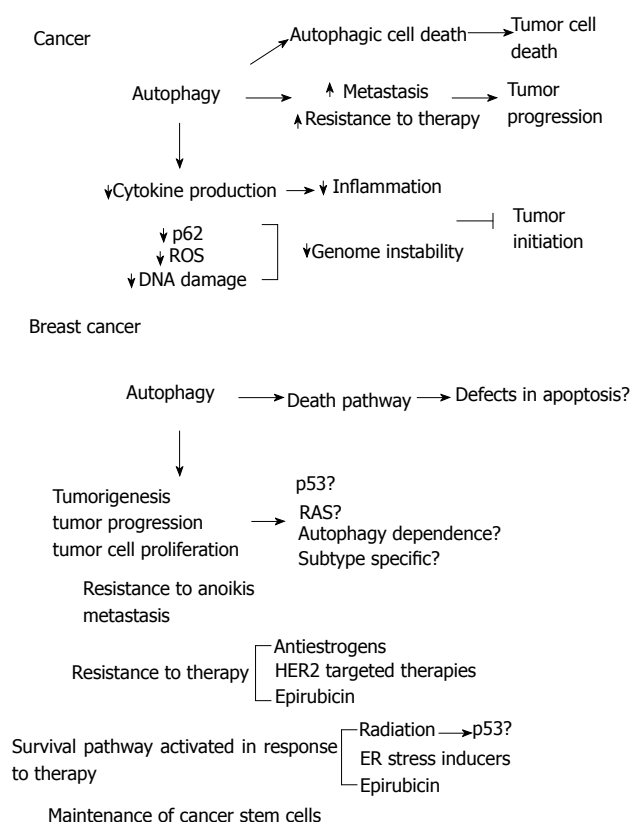 Cancer
Autophagic cell death
Tumor cell
death
Autophagy
Metastasis
Resistance to therapy
Tumor
progression
Cytokine production
Inflammation
p62
ROS
DNA damage
Genome instability
Tumor
initiation
Breast cancer
Autophagy
Death pathway
Defects in apoptosis?
Tumorigenesis
tumor progression
tumor cell proliferation
p53?
RAS?
Autophagy dependence?
Subtype specific?
Resistance to anoikis
metastasis
Resistance to therapy
Antiestrogens
HER2 targeted therapies
Epirubicin
Survival pathway activated in response
to therapy
Radiation
p53?
ER stress inducers
Epirubicin
Maintenance of cancer stem cells